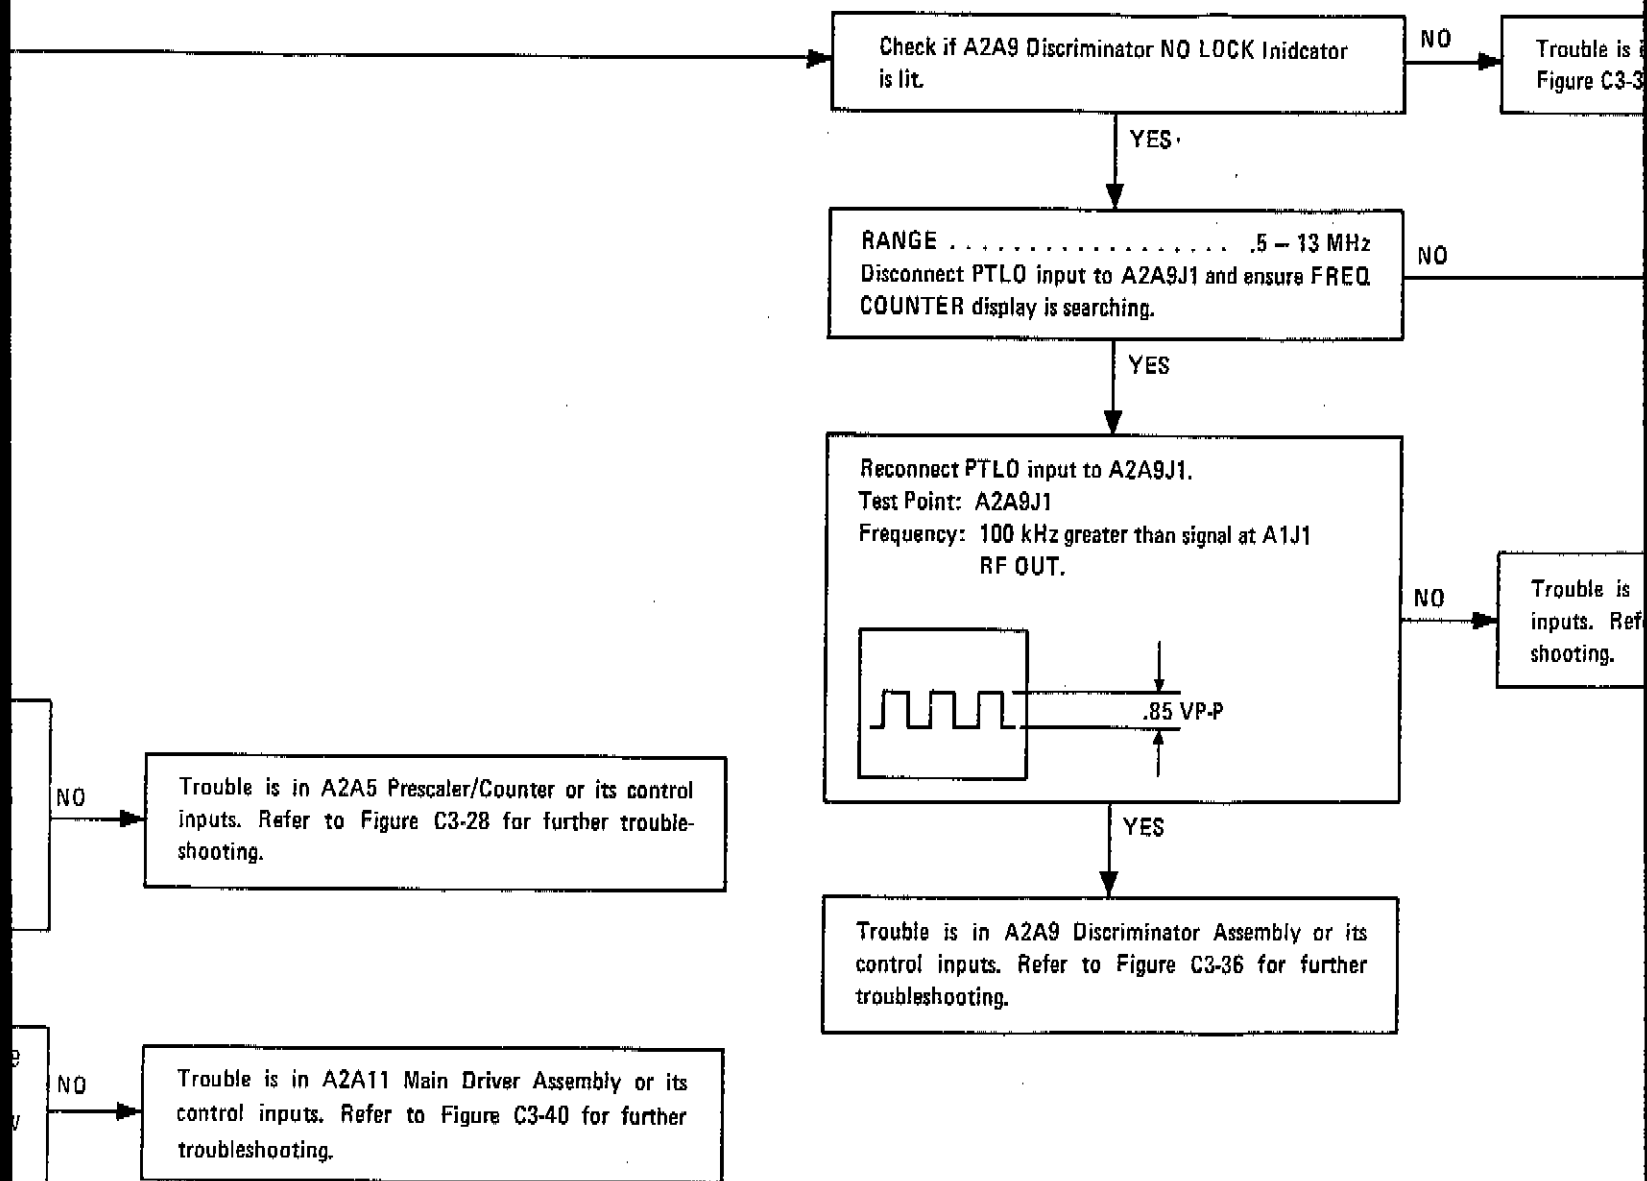 Check if A2A9 Discriminator NO LOCK Inidcator
is lit.
NO
Trouble is
Figure C3-3
YES
RANGE . . . . . . . . . . . . . . . . . . .5 – 13 MHz
Disconnect PTLO input to A2A9J1 and ensure FREQ
COUNTER display is searching.
NO
YES
Reconnect PTLO input to A2A9J1.
Test Point: A2A9J1
Frequency: 100 kHz greater than signal at A1J1
RF OUT.
.85 VP-P
NO
Trouble is
inputs. Ref
shooting.
YES
Trouble is in A2A9 Discriminator Assembly or its
control inputs. Refer to Figure C3-36 for further
troubleshooting.
NO
Trouble is in A2A5 Prescaler/Counter or its control
inputs. Refer to Figure C3-28 for further trouble-
shooting.
NO
Trouble is in A2A11 Main Driver Assembly or its
control inputs. Refer to Figure C3-40 for further
troubleshooting.